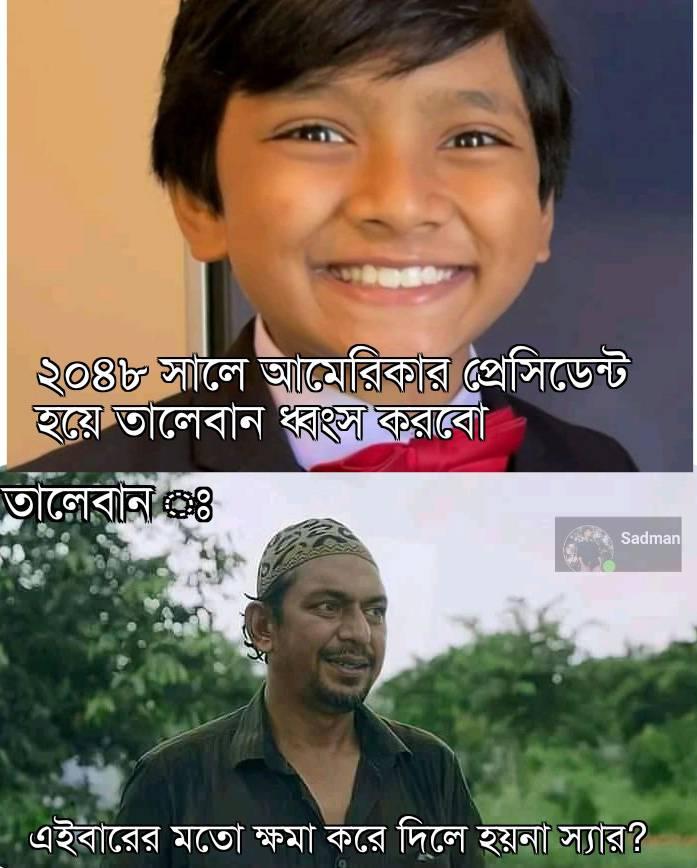 ২০৪৮ সালে আমেরিকার প্রেসিডেন্ট
হয়ে তালেবান ধ্বংস করবো
তালেবান ঃ
Sadman
এইবারের মতো ক্ষমা করে দিলে হয়না স্যার?